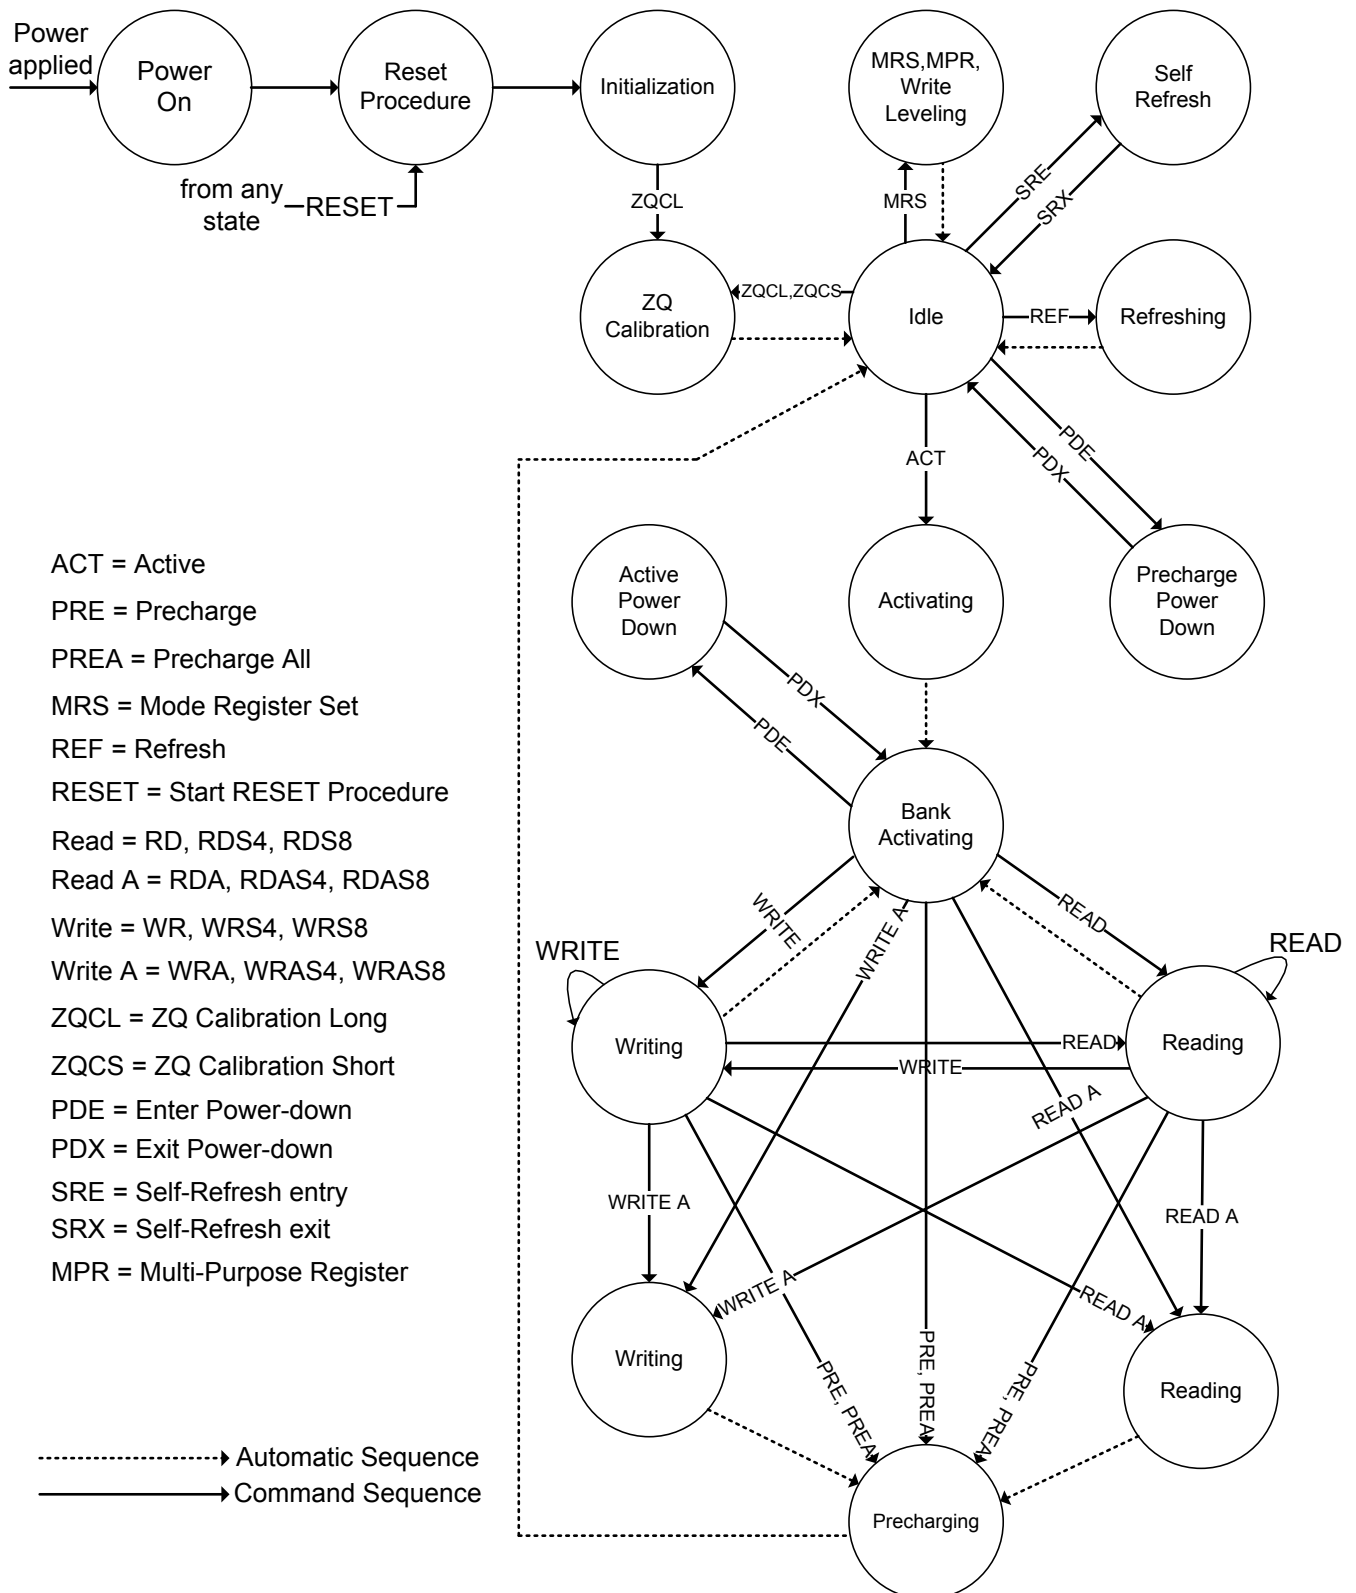 Power
applied
Power
On
Reset
Procedure
Initialization
MRS,MPR,
Write
Leveling
Self
Refresh
from any
state
RESET
ZQCL
MRS
SRE
SRX
ZQ
Calibration
ZQCL,ZQCS
Idle
REF
Refreshing
ACT
PDE
PDX
Active
Power
Down
Activating
Precharge
Power
Down
PDX
PDE
Bank
Activating
ACT = Active
PRE = Precharge
PREA = Precharge All
MRS = Mode Register Set
REF = Refresh
RESET = Start RESET Procedure
Read = RD, RDS4, RDS8
Read A = RDA, RDAS4, RDAS8
Write = WR, WRS4, WRS8
Write A = WRA, WRAS4, WRAS8
ZQCL = ZQ Calibration Long
ZQCS = ZQ Calibration Short
PDE = Enter Power-down
PDX = Exit Power-down
SRE = Self-Refresh entry
SRX = Self-Refresh exit
MPR = Multi-Purpose Register
WRITE
WRITE
WRITE A
READ
READ
Writing
READ
WRITE
Reading
READ A
WRITE A
READ A
WRITE A
READ A
Writing
PRE, PREA
PRE, PREA
PRE, PREA
Reading
Precharging
Automatic Sequence
Command Sequence